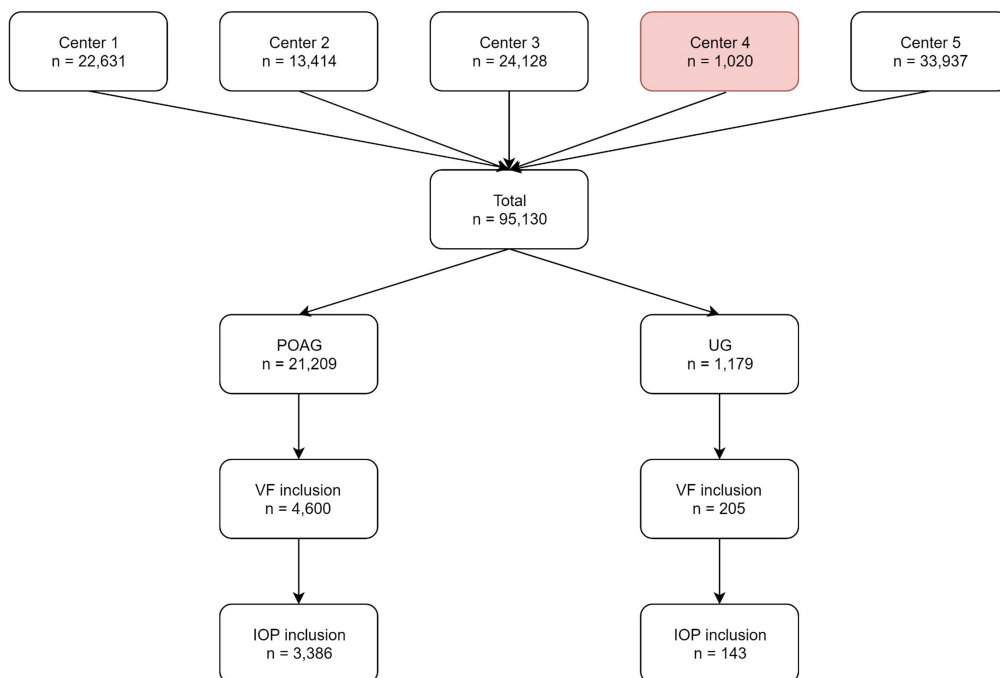 Center 1
n = 22,631
Center 2
n = 13,414
Center 3
n = 24,128
Center 4
n = 1,020
Center 5
n = 33,937
Total
n = 95,130
POAG
n = 21,209
UG
n = 1,179
VF inclusion
n = 4,600
VF inclusion
n = 205
IOP inclusion
n = 3,386
IOP inclusion
n = 143